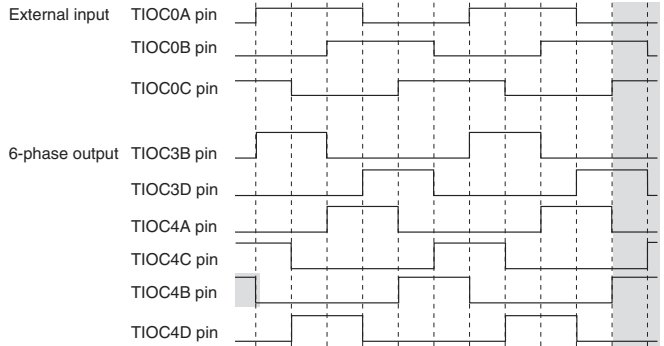 External input TIOC0A pin
TIOC0B pin
TIOC0C pin
6-phase output TIOC3B pin
TIOC3D pin
TIOC4A pin
TIOC4C pin
TIOC4B pin
TIOC4D pin